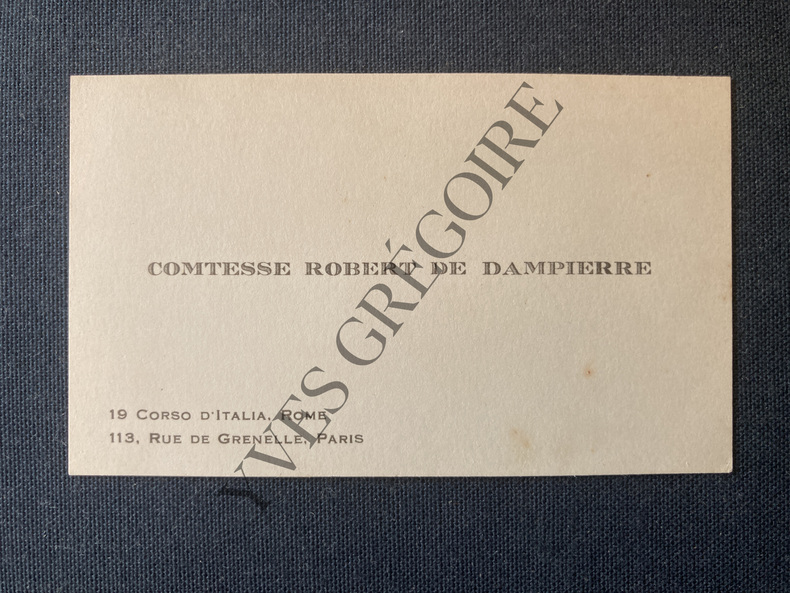 COMTESSE ROBERT DE DAMPIERRE
19 CORSO D'ITALIA, ROME
113, RUE DE GRENELLE, PARIS
YVES GRÉGOIRE